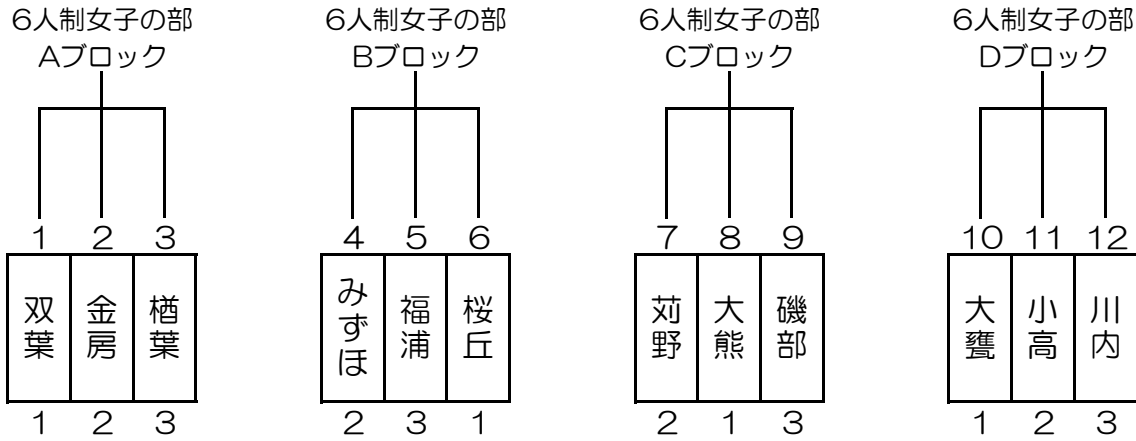 6人制女子の部
Aブロック
1 2 3
双葉 金房 楢葉
1 2 3
6人制女子の部
Bブロック
4 5 6
みずほ 福浦 桜丘
2 3 1
6人制女子の部
Cブロック
7 8 9
苅野 大熊 磯部
2 1 3
6人制女子の部
Dブロック
10 11 12
大甕 小高 川内
1 2 3